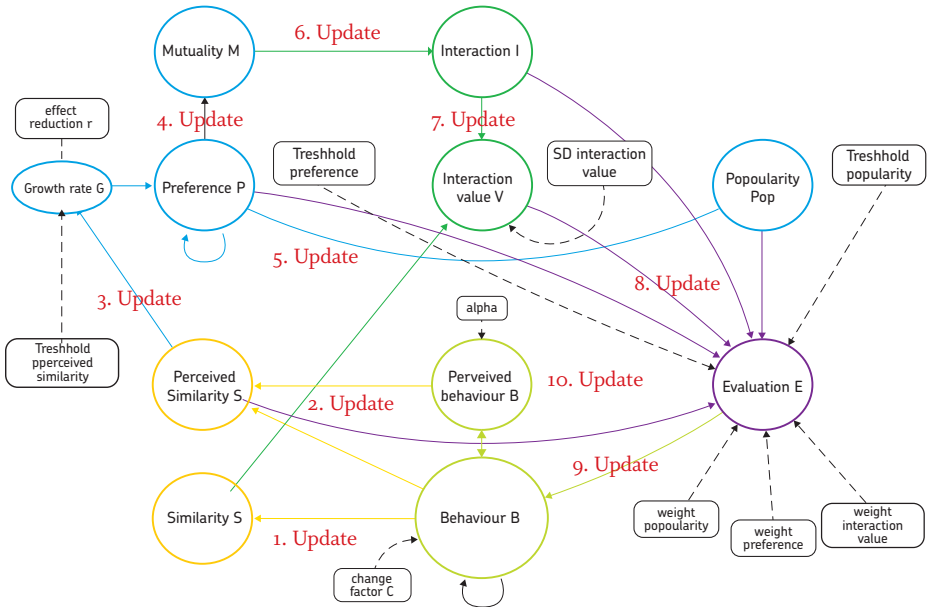 6. Update
Mutuality M
Interaction I
effect
reduction r
4. Update
7. Update
Treshhold
preference
SD interaction
value
Treshhold
popularity
Growth rate G
Preference P
Interaction
value V
Popoularity
Pop
5. Update
8. Update
3. Update
alpha
Treshhold
pperceived
similarity
Perceived
Similarity S
Perveived
behaviour B
10. Update
Evaluation E
2. Update
9. Update
Similarity S
Behaviour B
weight
popoularity
weight
preference
weight
interaction
value
1. Update
change
factor C